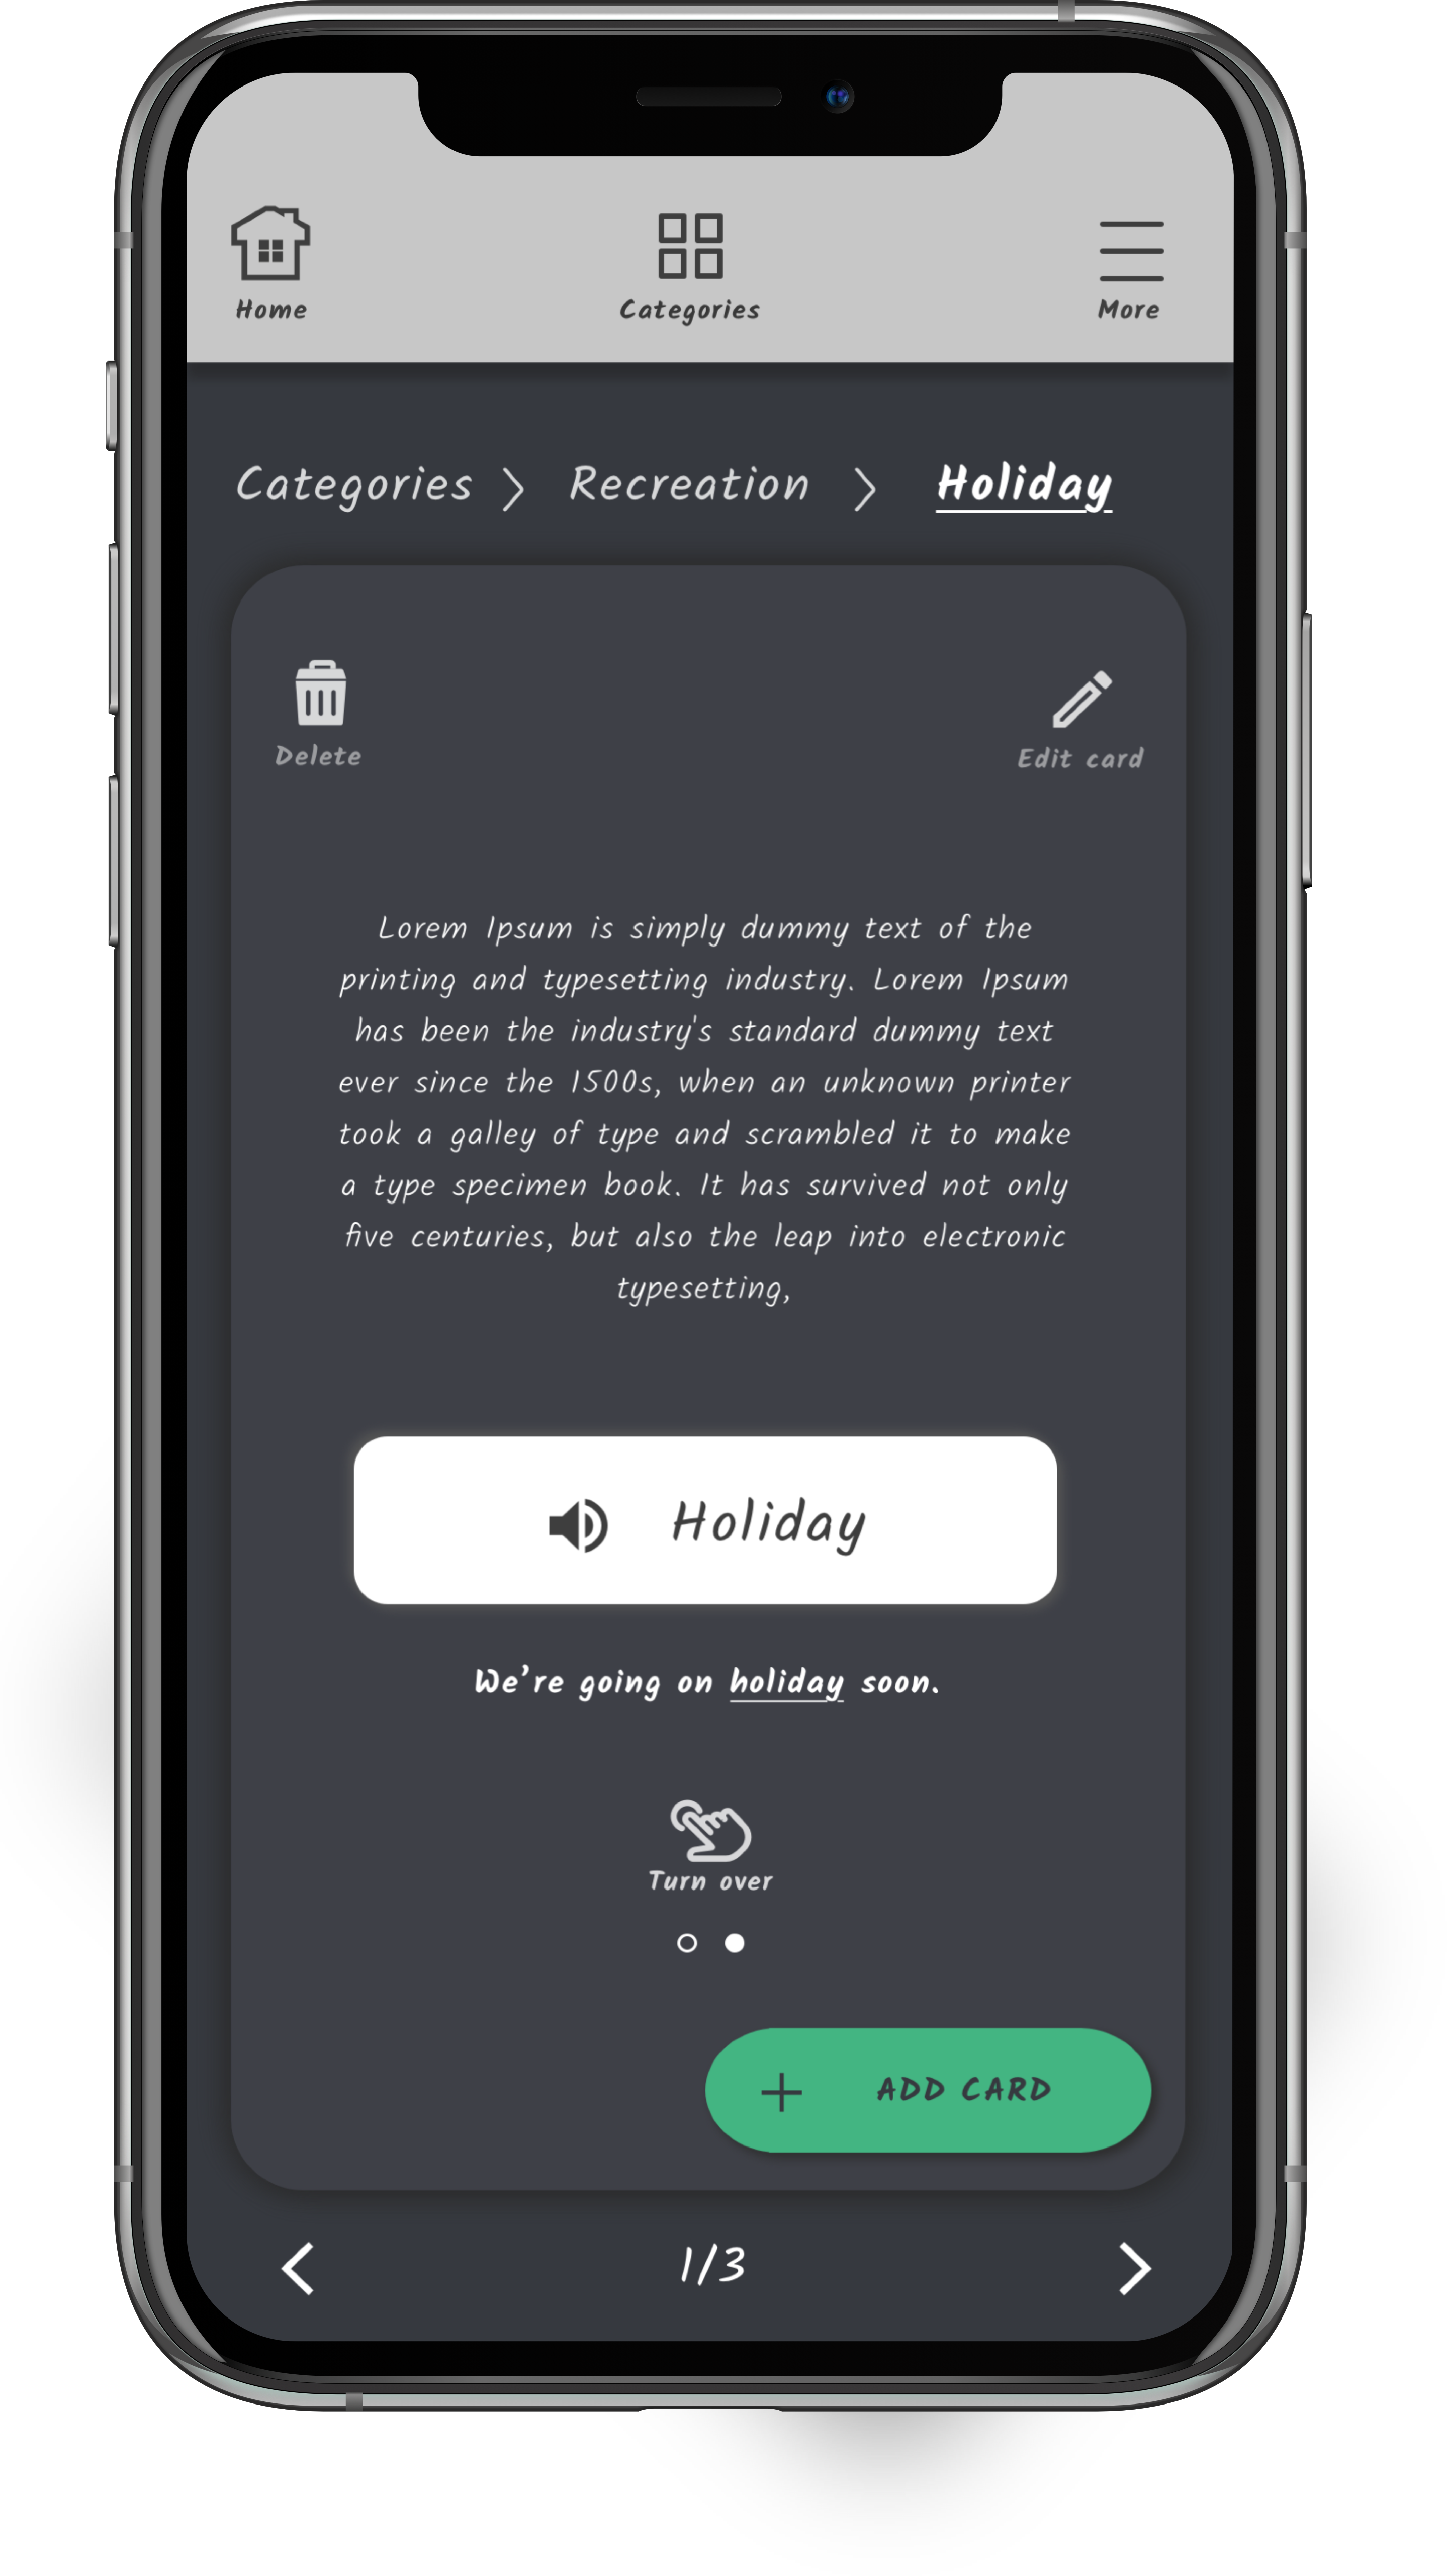 Home Categories More
Categories > Recreation > Holiday
Delete Edit card
Lorem Ipsum is simply dummy text of the
printing and typesetting industry. Lorem Ipsum
has been the industry's standard dummy text
ever since the 1500s, when an unknown printer
took a galley of type and scrambled it to make
a type specimen book. It has survived not only
five centuries, but also the leap into electronic
typesetting,
Holiday
We're going on holiday soon.
Turn over
+ ADD CARD
< 1/3 >